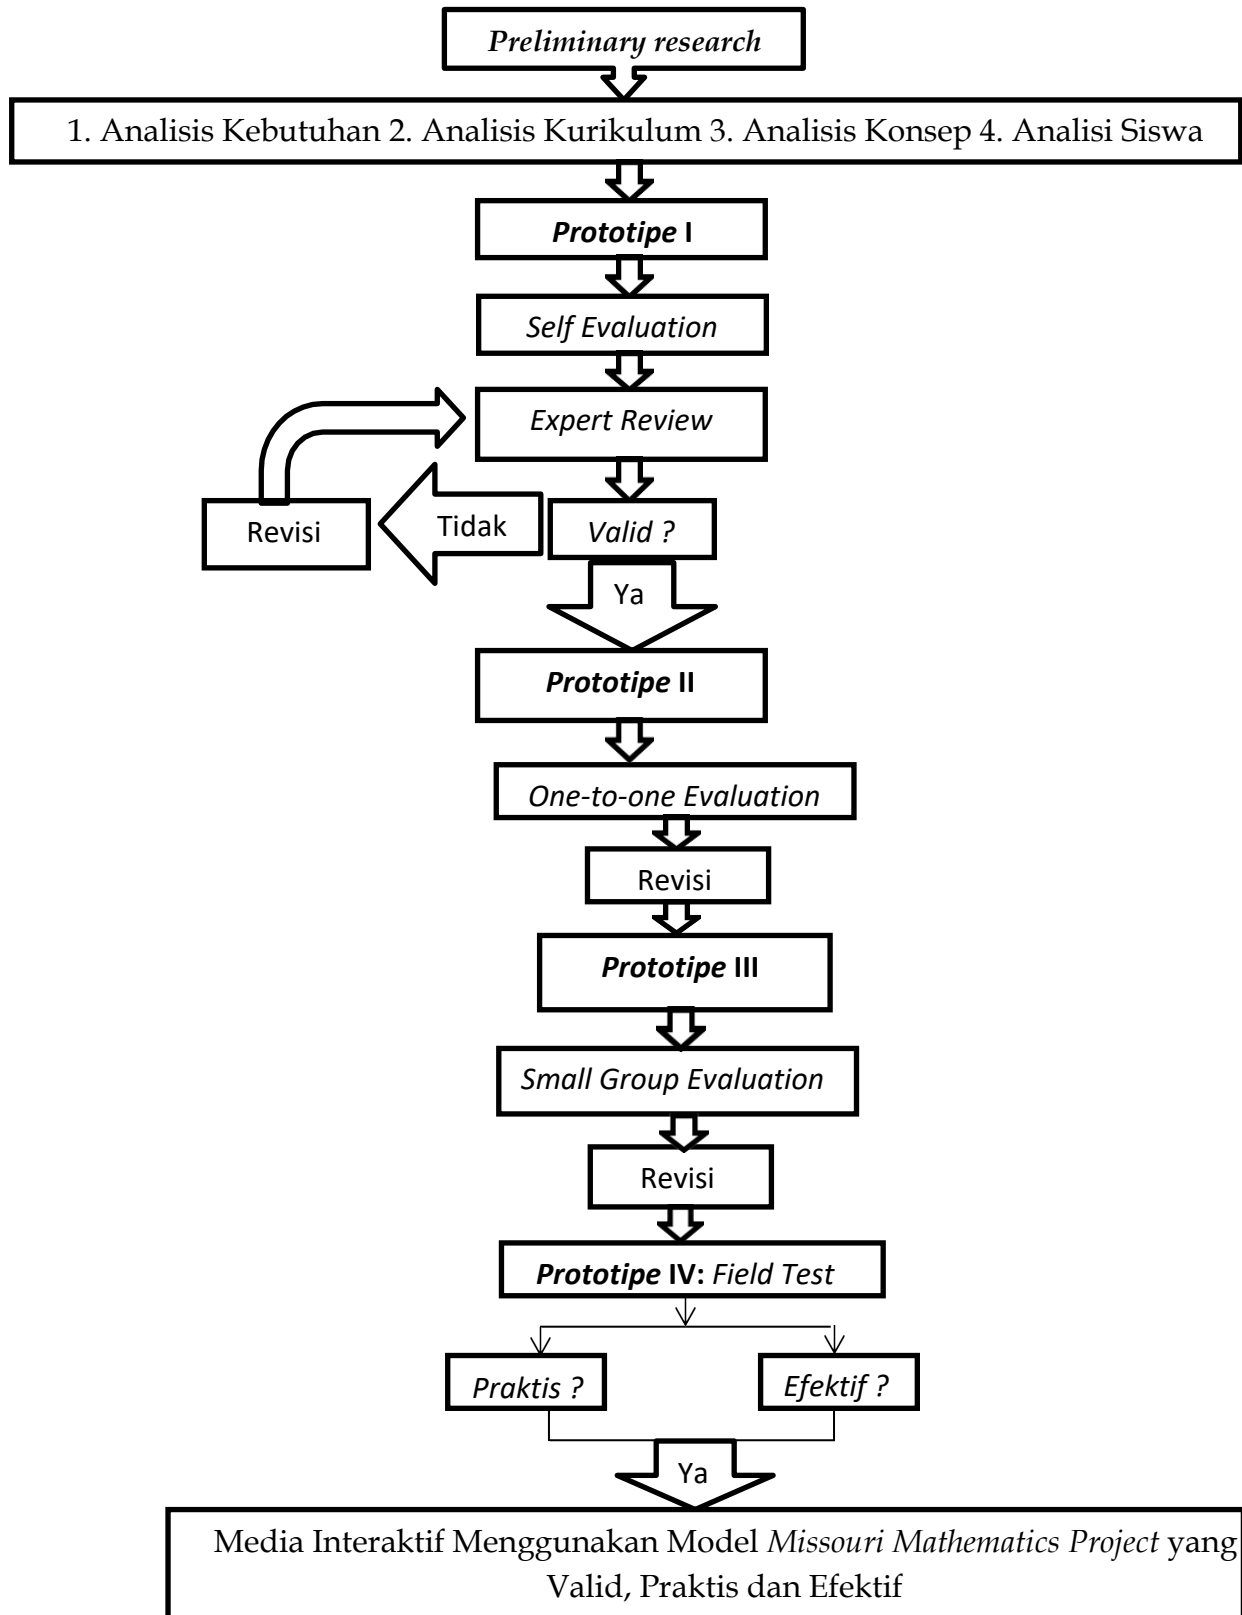 Preliminary research
1. Analisis Kebutuhan 2. Analisis Kurikulum 3. Analisis Konsep 4. Analisi Siswa
Prototipe I
Self Evaluation
Expert Review
Revisi
Tidak
Valid ?
Ya
Prototipe II
One-to-one Evaluation
Revisi
Prototipe III
Small Group Evaluation
Revisi
Prototipe IV: Field Test
Praktis ?
Efektif ?
Ya
Media Interaktif Menggunakan Model Missouri Mathematics Project yang
Valid, Praktis dan Efektif